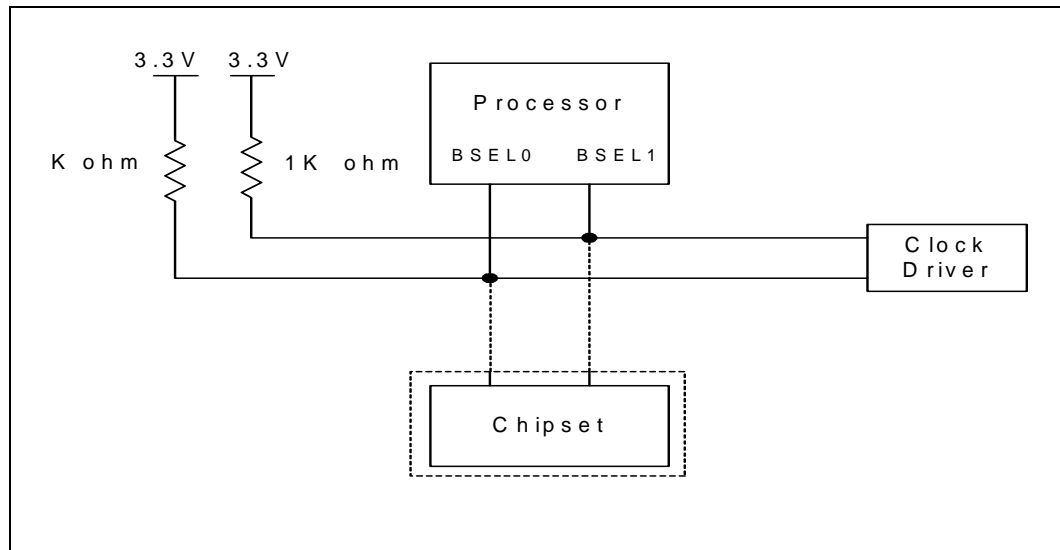 3.3V 3.3V
Processor
BSEL0 BSEL1
K ohm 1K ohm
Clock
Driver
Chipset